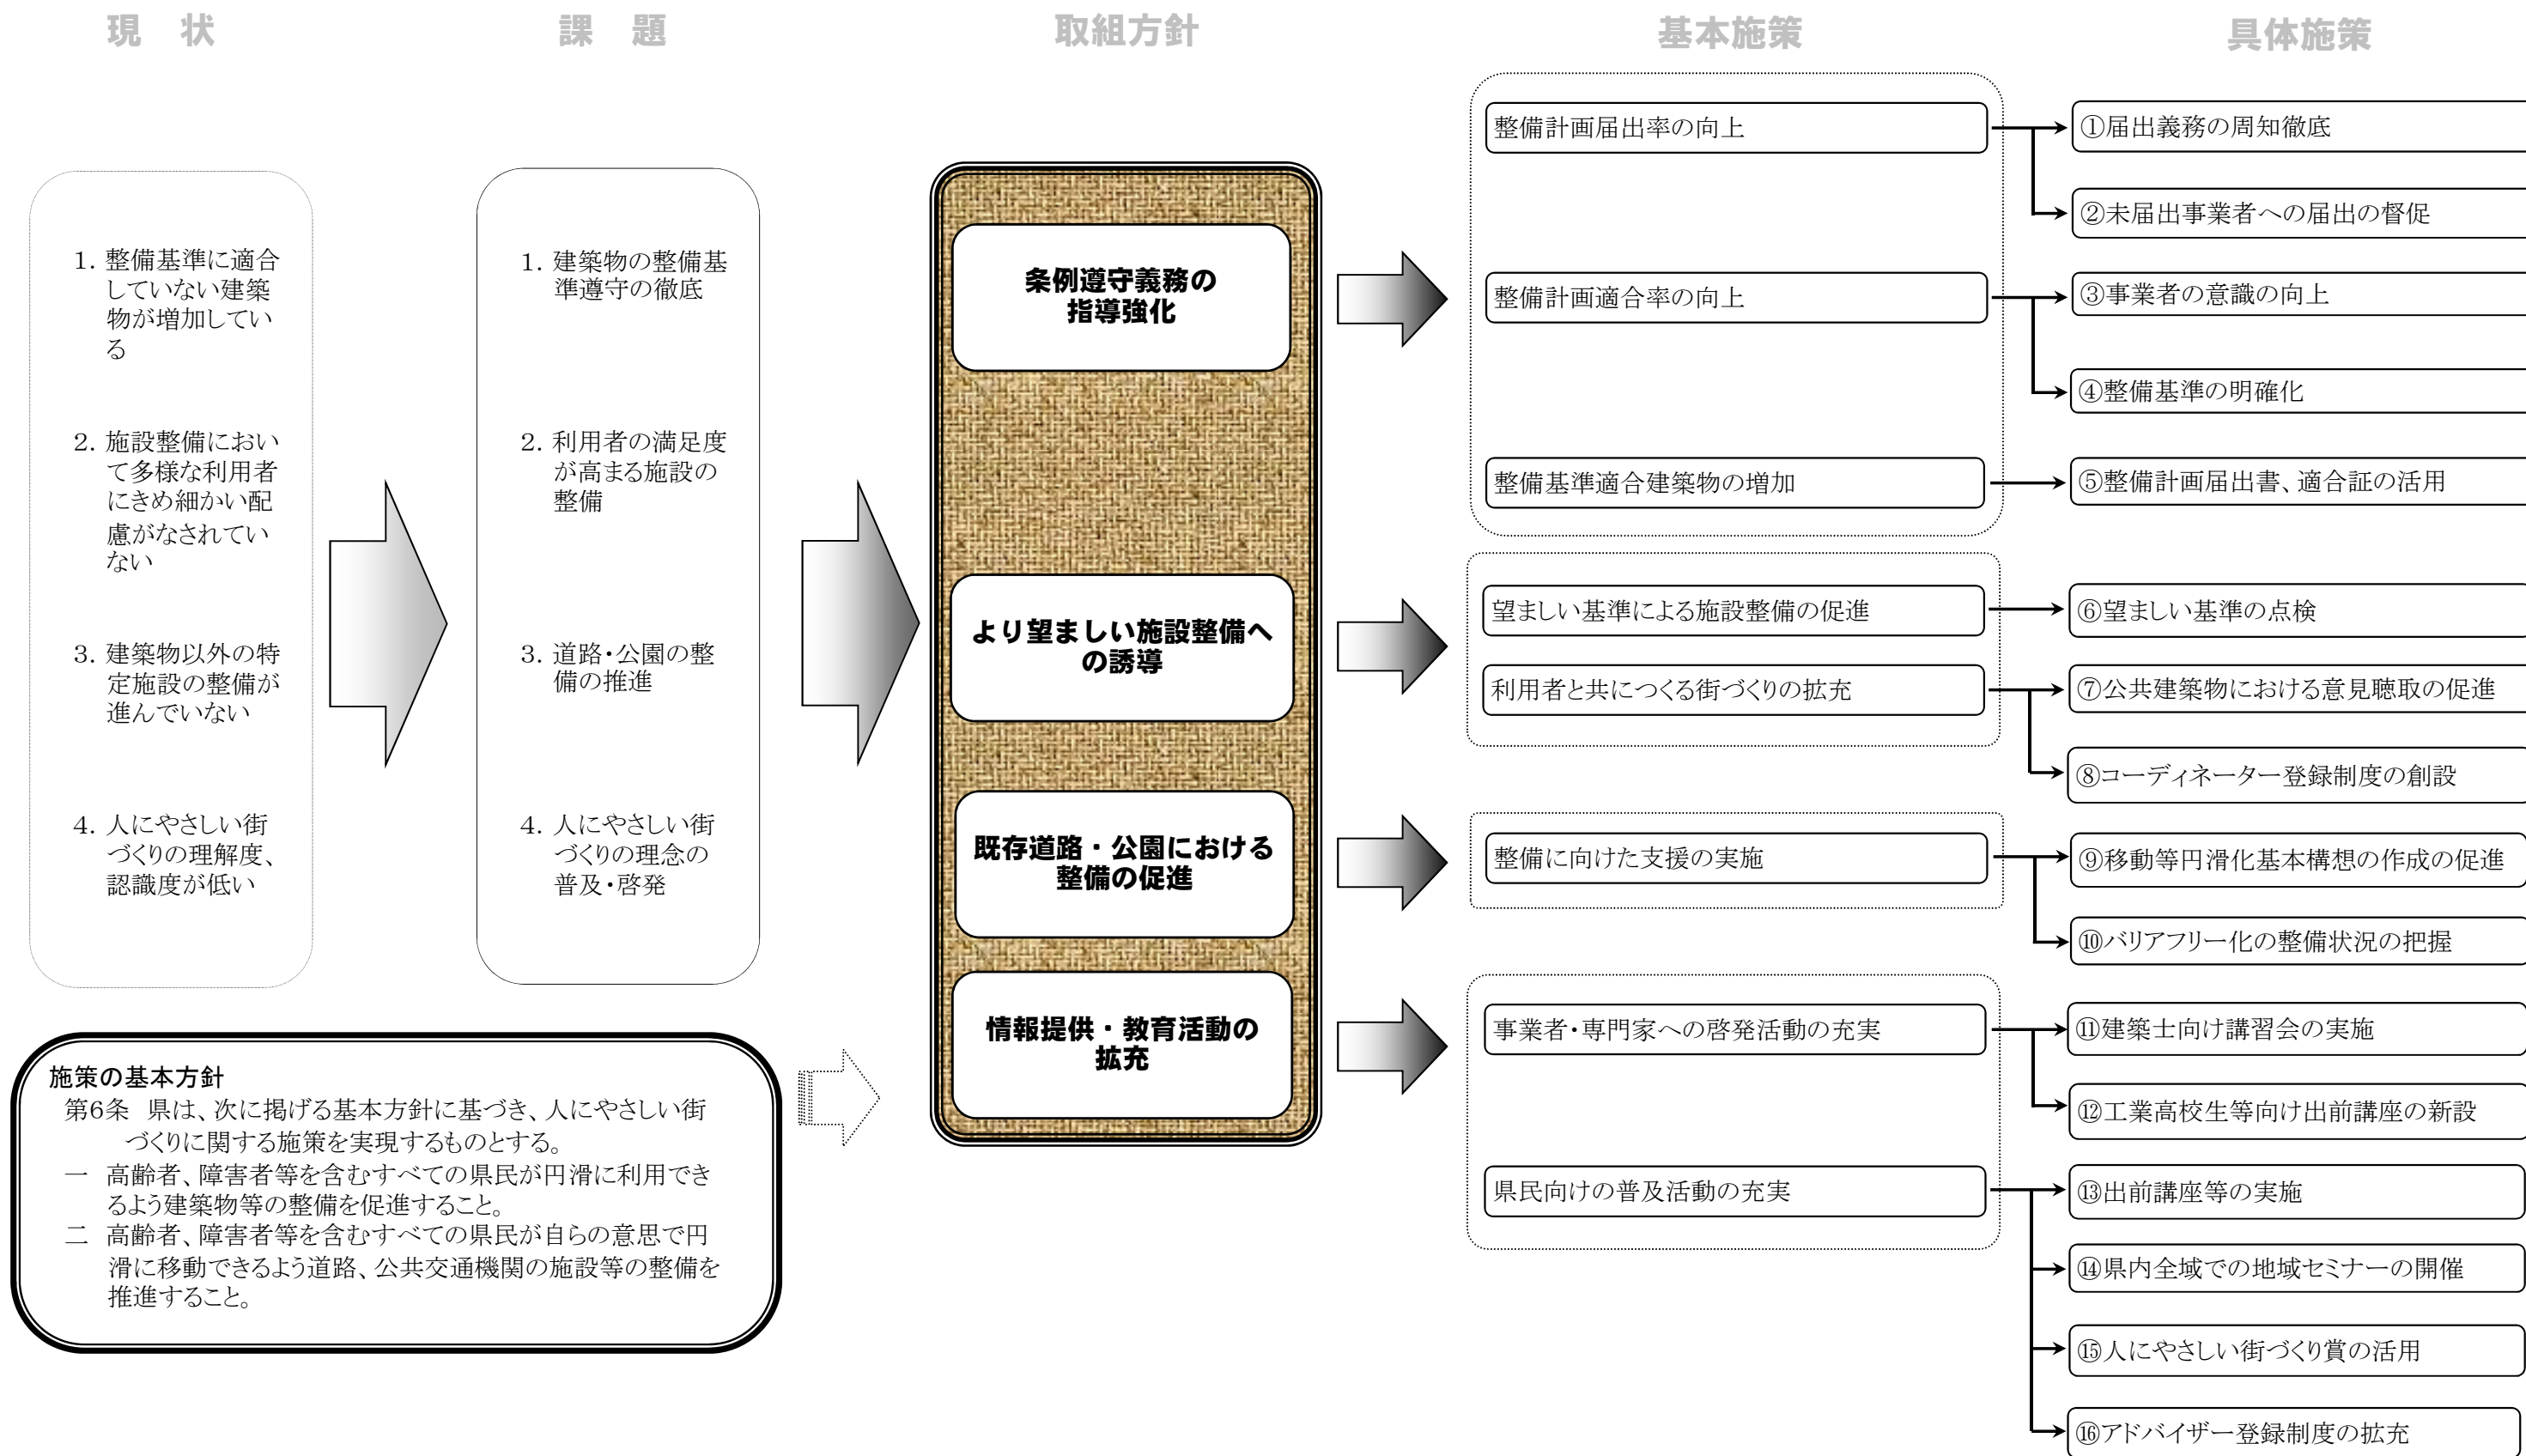 現　状
課　題
取組方針
基本施策
具体施策
1. 整備基準に適合
していない建築
物が増加してい
る
2. 施設整備におい
て多様な利用者
にきめ細かい配
慮がなされてい
ない
3. 建築物以外の特
定施設の整備が
進んでいない
4. 人にやさしい街
づくりの理解度、
認識度が低い
1. 建築物の整備基
準遵守の徹底
2. 利用者の満足度
が高まる施設の
整備
3. 道路・公園の整
備の推進
4. 人にやさしい街
づくりの理念の
普及・啓発
施策の基本方針
第6条　県は、次に掲げる基本方針に基づき、人にやさしい街
づくりに関する施策を実現するものとする。
一　高齢者、障害者等を含むすべての県民が円滑に利用でき
るよう建築物等の整備を促進すること。
二　高齢者、障害者等を含むすべての県民が自らの意思で円
滑に移動できるよう道路、公共交通機関の施設等の整備を
推進すること。
条例遵守義務の
指導強化
より望ましい施設整備へ
の誘導
既存道路・公園における
整備の促進
情報提供・教育活動の
拡充
整備計画届出率の向上
整備計画適合率の向上
整備基準適合建築物の増加
望ましい基準による施設整備の促進
利用者と共につくる街づくりの拡充
整備に向けた支援の実施
事業者・専門家への啓発活動の充実
県民向けの普及活動の充実
①届出義務の周知徹底
②未届出事業者への届出の督促
③事業者の意識の向上
④整備基準の明確化
⑤整備計画届出書、適合証の活用
⑥望ましい基準の点検
⑦公共建築物における意見聴取の促進
⑧コーディネーター登録制度の創設
⑨移動等円滑化基本構想の作成の促進
⑩バリアフリー化の整備状況の把握
⑪建築士向け講習会の実施
⑫工業高校生等向け出前講座の新設
⑬出前講座等の実施
⑭県内全域での地域セミナーの開催
⑮人にやさしい街づくり賞の活用
⑯アドバイザー登録制度の拡充